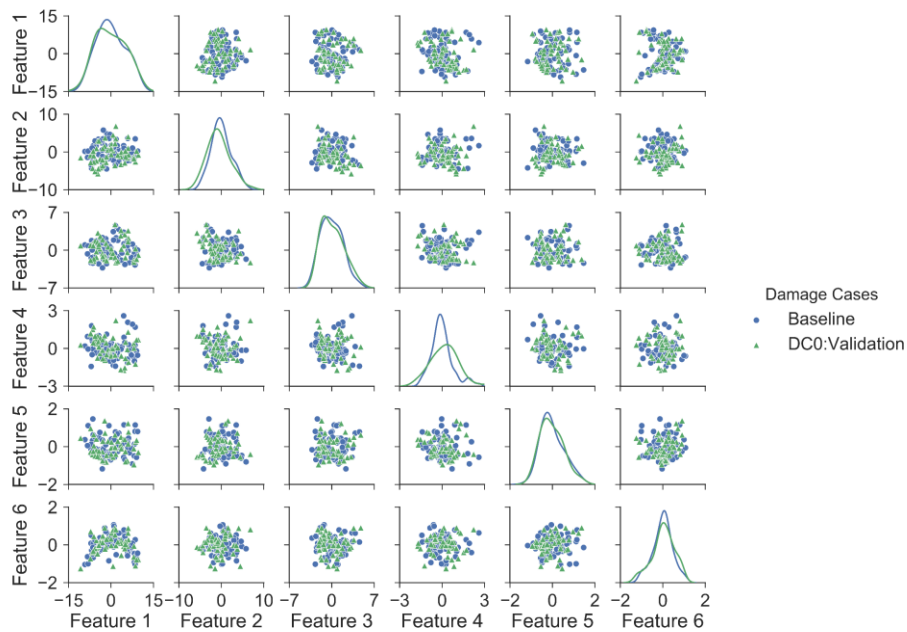 Feature 1
15
0
−15
Feature 2
10
0
−10
Feature 3
7
0
−7
Feature 4
3
0
−3
Feature 5
2
0
−2
Feature 6
2
0
−2
−15 0 15
−10 0 10
−7 0 7
−3 0 3
−2 0 2
−2 0 2
Feature 1 Feature 2 Feature 3 Feature 4 Feature 5 Feature 6
Damage Cases
Baseline
DC0:Validation